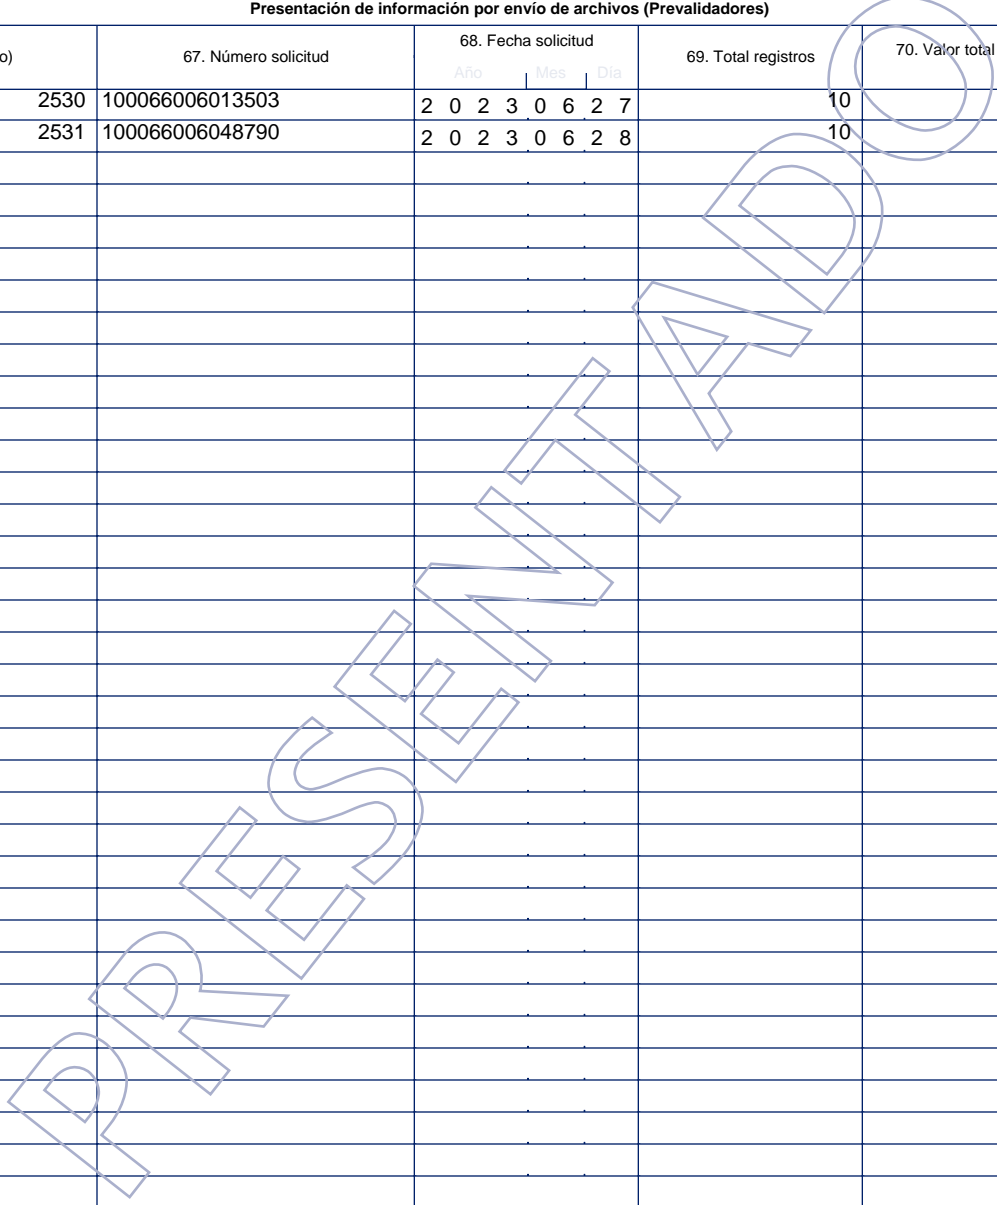 Presentación de información por envío de archivos (Prevalidadores)
o) 67. Número solicitud 68. Fecha solicitud 69. Total registros 70. Valor total
Año Mes Día
2530 100066006013503 2 0 2 3 0 6 2 7 10
2531 100066006048790 2 0 2 3 0 6 2 8 10
PRESENTADO